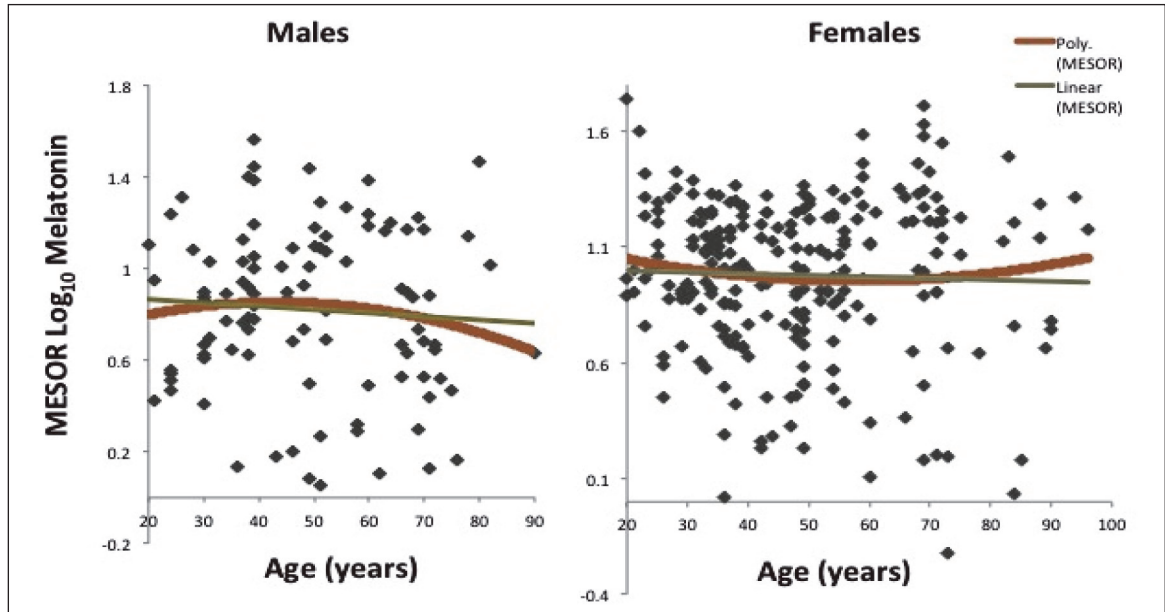 Males
Females
Poly.
(MESOR)
Linear
(MESOR)
MESOR Log10 Melatonin
1.8
1.4
1
0.6
0.2
-0.2
20 30 40 50 60 70 80 90
Age (years)
1.6
1.1
0.6
0.1
-0.4
20 30 40 50 60 70 80 90 100
Age (years)